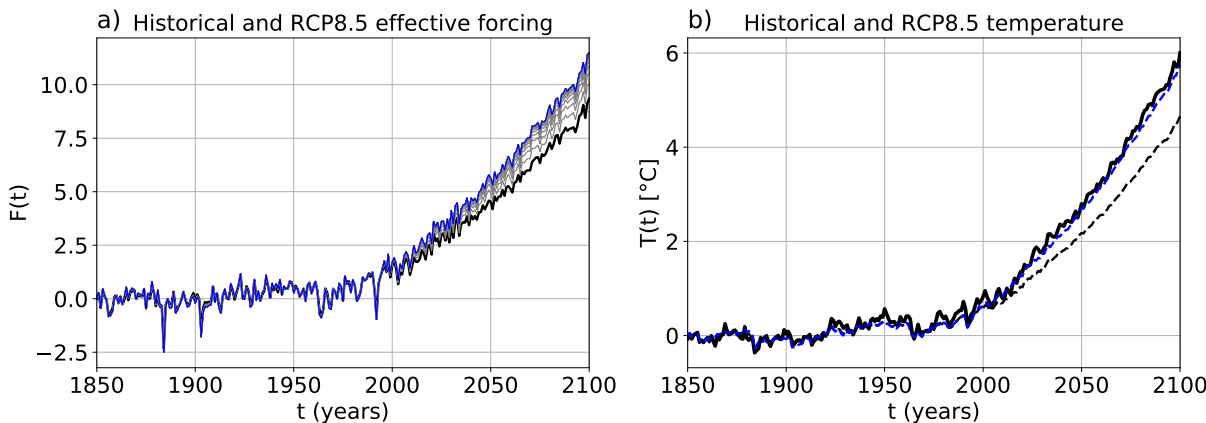 a) Historical and RCP8.5 effective forcing
F(t)
10.0
7.5
5.0
2.5
0.0
−2.5
1850 1900 1950 2000 2050 2100
t (years)
b) Historical and RCP8.5 temperature
T(t) [°C]
6
4
2
0
1850 1900 1950 2000 2050 2100
t (years)